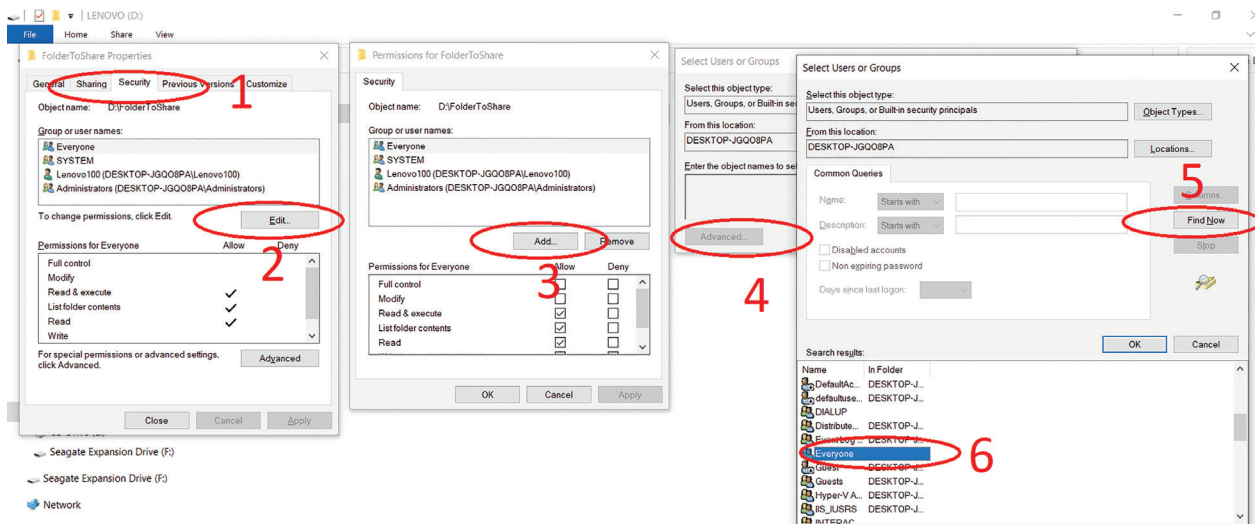 LENOVO (D:)
File Home Share View
FolderToShare Properties
General Sharing Security Previous Versions Customize
1
Object name: D:\FolderToShare
Group or user names:
Everyone
SYSTEM
Lenovo100 (DESKTOP-JGQO8PA\Lenovo100)
Administrators (DESKTOP-JGQO8PA\Administrators)
To change permissions, click Edit.
Edit...
2
Permissions for Everyone Allow Deny
Full control
Modify
Read & execute
List folder contents
Read
Write
For special permissions or advanced settings,
click Advanced.
Advanced
Close Cancel Apply
Seagate Expansion Drive (F:)
Seagate Expansion Drive (F:)
Network
Permissions for FolderToShare
Security
Object name: D:\FolderToShare
Group or user names:
Everyone
SYSTEM
Lenovo100 (DESKTOP-JGQO8PA\Lenovo100)
Administrators (DESKTOP-JGQO8PA\Administrators)
Add... Remove
3
Permissions for Everyone Allow Deny
Full control
Modify
Read & execute
List folder contents
Read
OK Cancel Apply
Select Users or Groups
Select this object type:
Users, Groups, or Built-in
From this location:
DESKTOP-JGQO8PA
Enter the object names to
Advanced...
4
Select Users or Groups
Select this object type:
Users, Groups, or Built-in security principals
Object Types...
From this location:
DESKTOP-JGQO8PA
Locations...
Common Queries
5
Name: Starts with
Columns...
Description: Starts with
Find Now
Disabled accounts
Stop
Non expiring password
Days since last logon:
OK Cancel
Search results:
Name In Folder
DefaultAc... DESKTOP-J...
defaultuse... DESKTOP-J...
DIALUP
Distribute... DESKTOP-J...
Event Log ... DESKTOP-J...
Everyone
6
Guest DESKTOP-J...
Guests DESKTOP-J...
Hyper-V A... DESKTOP-J...
IIS_IUSRS DESKTOP-J...